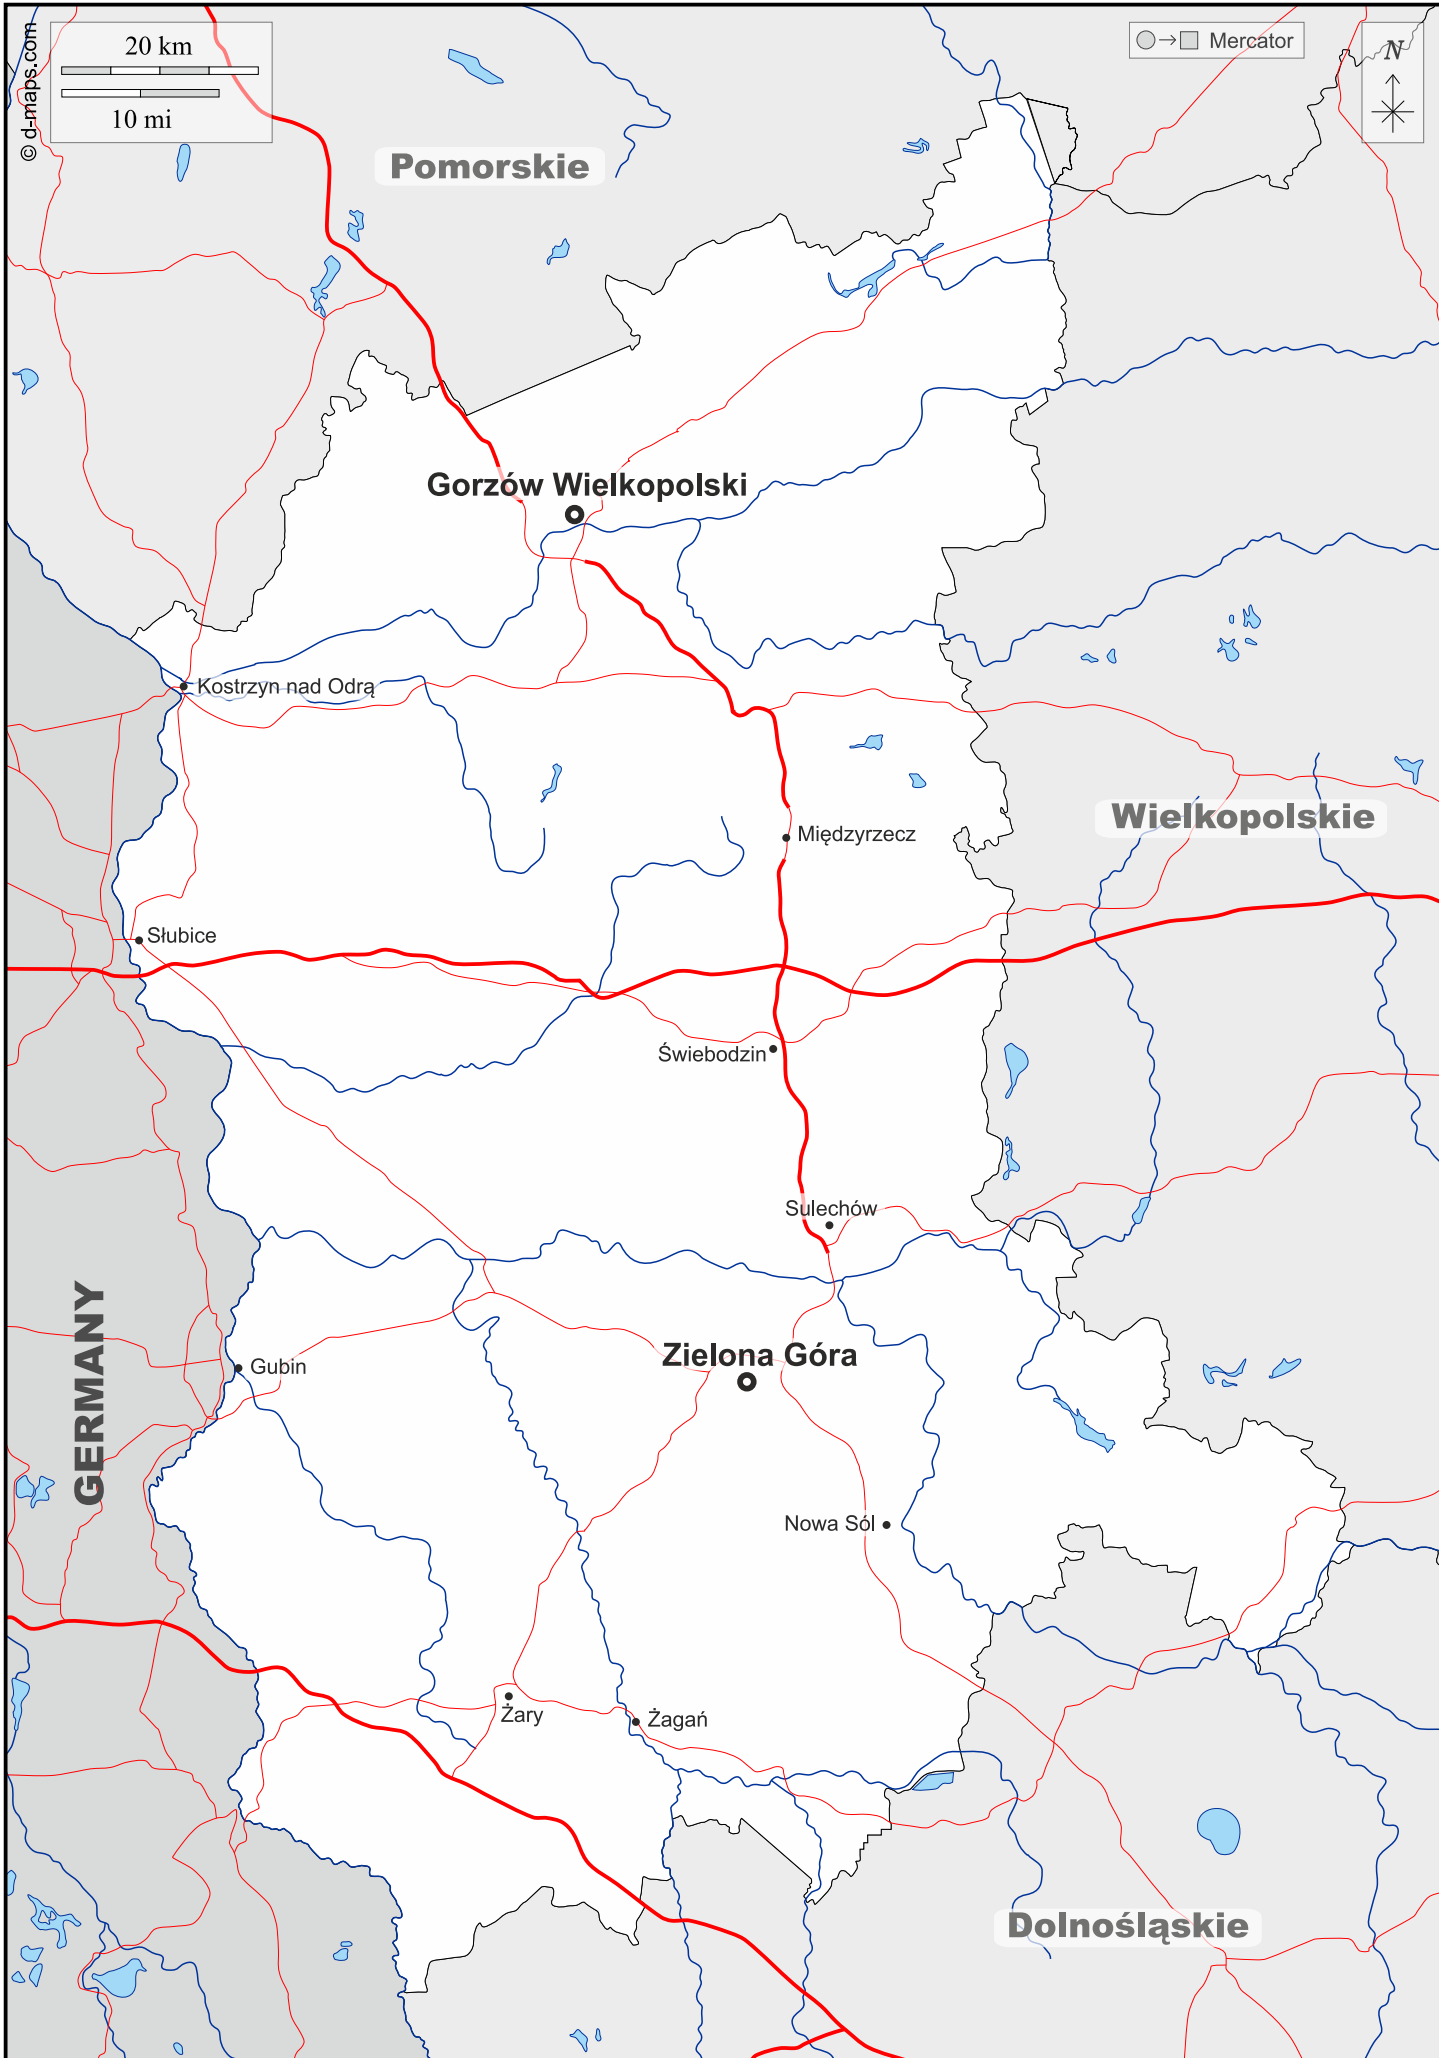 © d-maps.com
20 km
10 mi
Mercator
N
Pomorskie
Gorzów Wielkopolski
Kostrzyn nad Odrą
Międzyrzecz
Wielkopolskie
Słubice
Świebodzin
Sulechów
GERMANY
Gubin
Zielona Góra
Nowa Sól
Żary
Żagań
Dolnośląskie